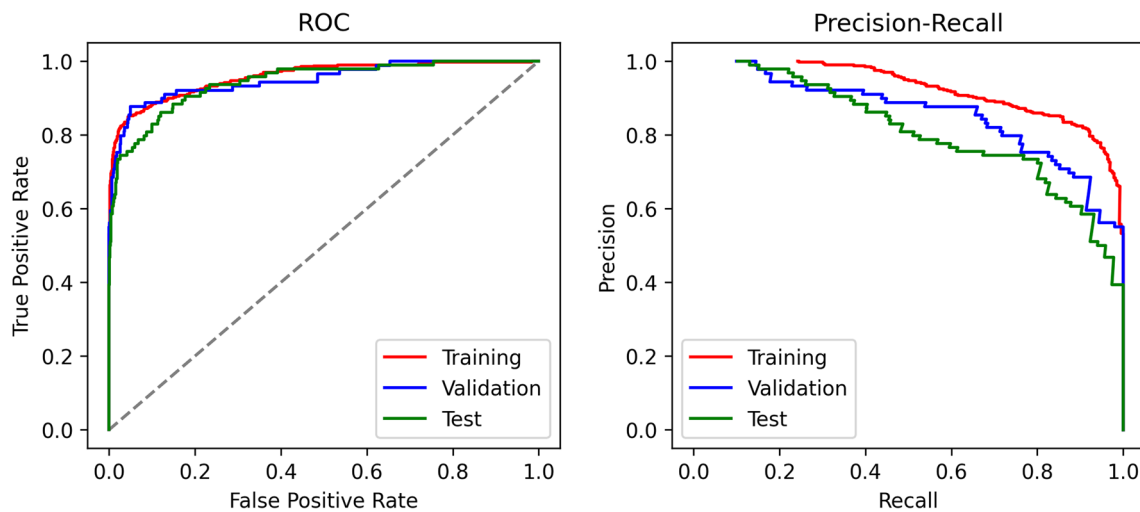 ROC
1.0
0.8
0.6
0.4
0.2
0.0
True Positive Rate
0.0 0.2 0.4 0.6 0.8 1.0
False Positive Rate
Training
Validation
Test
Precision-Recall
1.0
0.8
0.6
0.4
0.2
0.0
Precision
0.0 0.2 0.4 0.6 0.8 1.0
Recall
Training
Validation
Test